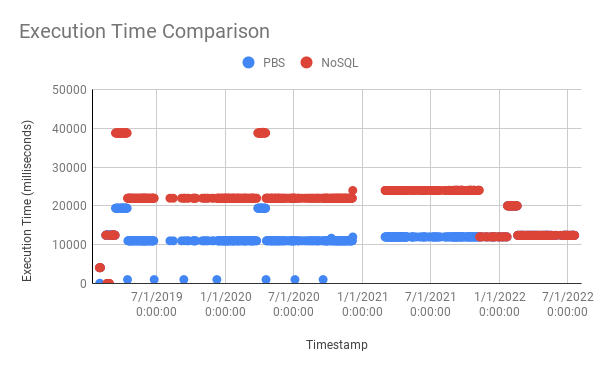 Execution Time Comparison
PBS NoSQL
Execution Time (milliseconds)
50000
40000
30000
20000
10000
0
7/1/2019 1/1/2020 7/1/2020 1/1/2021 7/1/2021 1/1/2022 7/1/2022
0:00:00 0:00:00 0:00:00 0:00:00 0:00:00 0:00:00 0:00:00
Timestamp